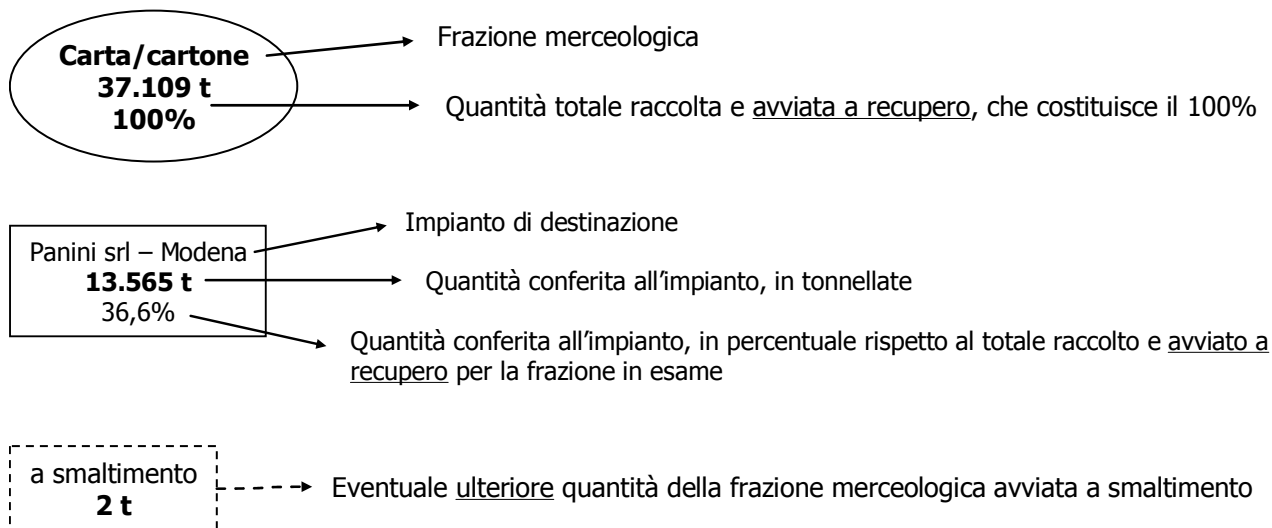 Carta/cartone
37.109 t
100%
Frazione merceologica
Quantità totale raccolta e avviata a recupero, che costituisce il 100%
Panini srl – Modena
13.565 t
36,6%
Impianto di destinazione
Quantità conferita all'impianto, in tonnellate
Quantità conferita all'impianto, in percentuale rispetto al totale raccolto e avviato a
recupero per la frazione in esame
a smaltimento
2 t
Eventuale ulteriore quantità della frazione merceologica avviata a smaltimento